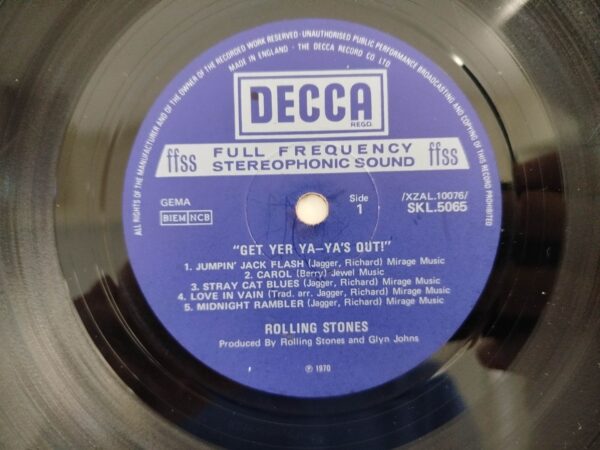 ALL RIGHTS OF THE MANUFACTURER AND OF THE OWNER OF THE RECORDED WORK RESERVED · UNAUTHORISED PUBLIC PERFORMANCE BROADCASTING AND COPYING OF THIS RECORD PROHIBITED
MADE IN ENGLAND · THE DECCA RECORD CO LTD
DECCA
REGD.
ffss FULL FREQUENCY ffss
STEREOPHONIC SOUND
GEMA
BIEM NCB
Side
1
/XZAL.10076/
SKL.5065
"GET YER YA-YA'S OUT!"
1. JUMPIN' JACK FLASH (Jagger, Richard) Mirage Music
2. CAROL (Berry) Jewel Music
3. STRAY CAT BLUES (Jagger, Richard) Mirage Music
4. LOVE IN VAIN (Trad. arr. Jagger, Richard) Mirage Music
5. MIDNIGHT RAMBLER (Jagger, Richard) Mirage Music
ROLLING STONES
Produced By Rolling Stones and Glyn Johns
℗ 1970